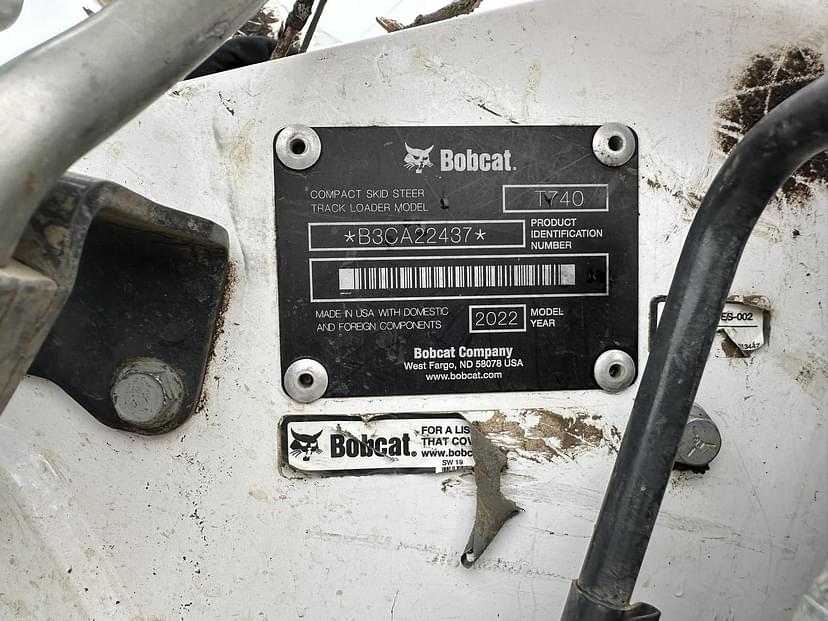 Bobcat.
COMPACT SKID STEER
TRACK LOADER MODEL
T740
*B3CA22437*
PRODUCT
IDENTIFICATION
NUMBER
MADE IN USA WITH DOMESTIC
AND FOREIGN COMPONENTS
2022
MODEL
YEAR
Bobcat Company
West Fargo, ND 58078 USA
www.bobcat.com
ES-002
Bobcat.
FOR A LIS
THAT COV
www.bobc
SW 19